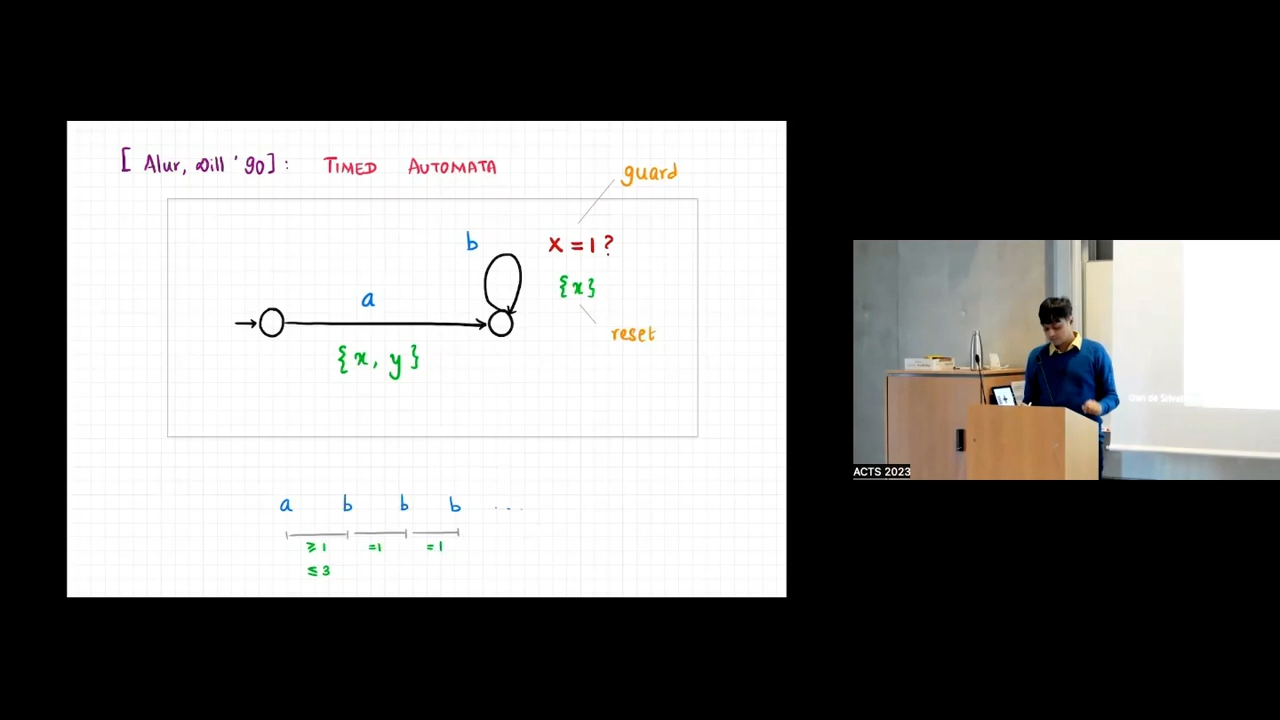 [ Alur, Dill '90] : TIMED AUTOMATA
guard
b
x = 1 ?
{x}
a
reset
{x, y}
a b b b ....
≥ 1 = 1 = 1
≤ 3
ACTS 2023